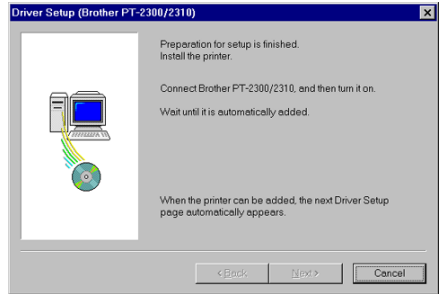 Driver Setup (Brother PT-2300/2310)
Preparation for setup is finished.
Install the printer.
Connect Brother PT-2300/2310, and then turn it on.
Wait until it is automatically added.
When the printer can be added, the next Driver Setup
page automatically appears.
< Back
Next >
Cancel